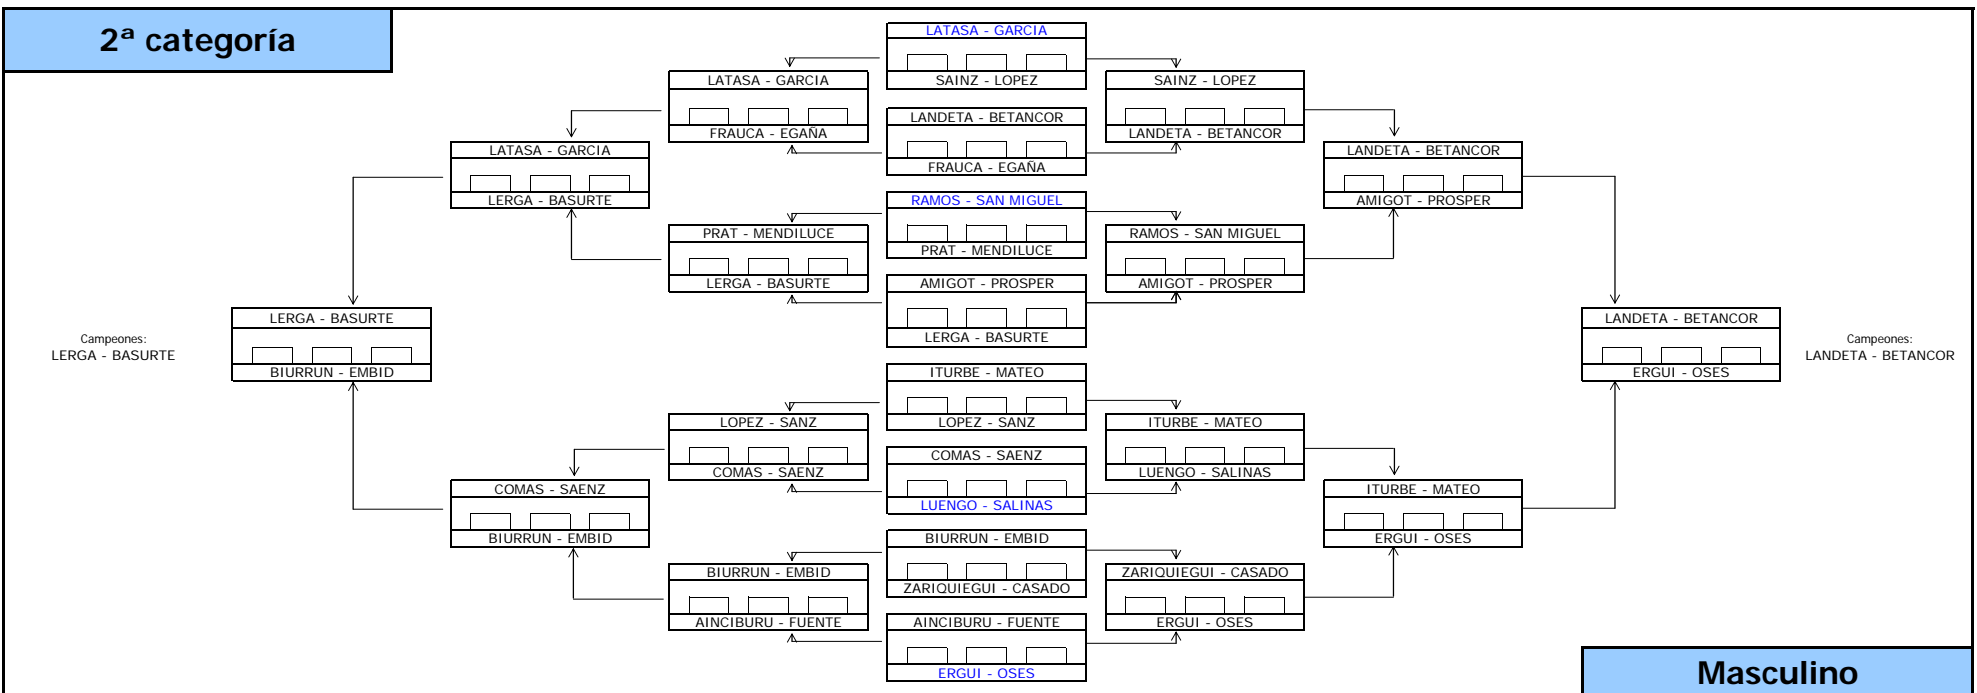 2ª categoría
LATASA - GARCIA
SAINZ - LOPEZ
LATASA - GARCIA
FRAUCA - EGAÑA
SAINZ - LOPEZ
LANDETA - BETANCOR
LANDETA - BETANCOR
FRAUCA - EGAÑA
LATASA - GARCIA
LERGA - BASURTE
LANDETA - BETANCOR
AMIGOT - PROSPER
RAMOS - SAN MIGUEL
PRAT - MENDILUCE
PRAT - MENDILUCE
LERGA - BASURTE
RAMOS - SAN MIGUEL
AMIGOT - PROSPER
AMIGOT - PROSPER
LERGA - BASURTE
LERGA - BASURTE
BIURRUN - EMBID
Campeones:
LERGA - BASURTE
LANDETA - BETANCOR
ERGUI - OSES
Campeones:
LANDETA - BETANCOR
ITURBE - MATEO
LOPEZ - SANZ
LOPEZ - SANZ
COMAS - SAENZ
ITURBE - MATEO
LUENGO - SALINAS
COMAS - SAENZ
LUENGO - SALINAS
COMAS - SAENZ
BIURRUN - EMBID
ITURBE - MATEO
ERGUI - OSES
BIURRUN - EMBID
ZARIQUIEGUI - CASADO
BIURRUN - EMBID
AINCIBURU - FUENTE
ZARIQUIEGUI - CASADO
ERGUI - OSES
AINCIBURU - FUENTE
ERGUI - OSES
Masculino